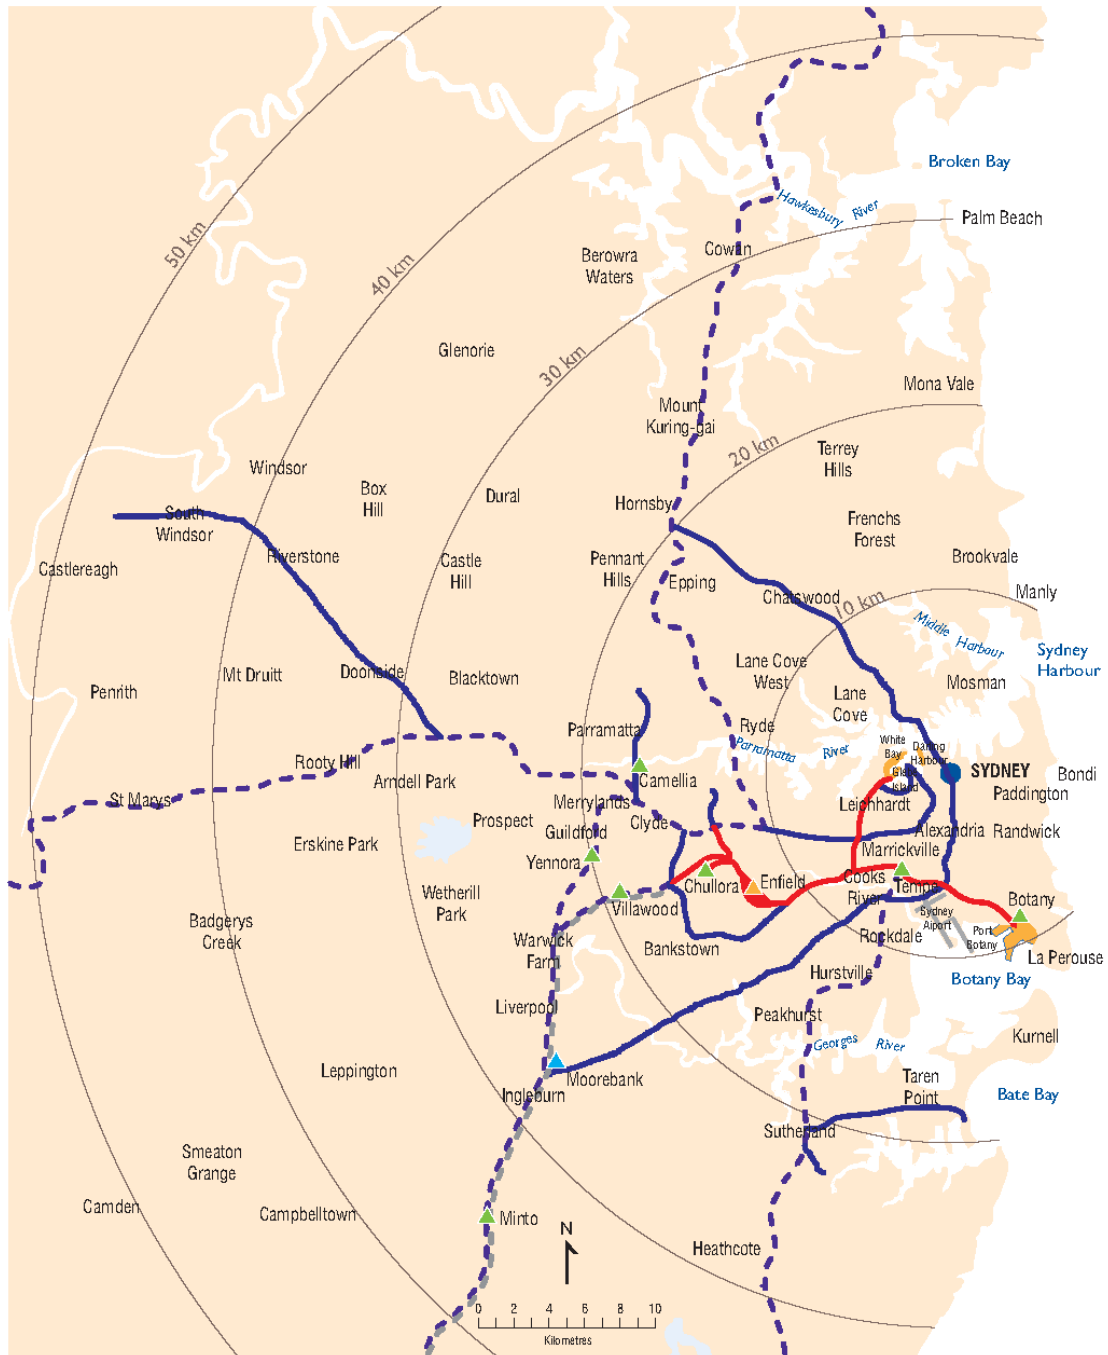 Broken Bay
Hawkesbury River
Palm Beach
50 km
40 km
Cowan
Berowra
Waters
Glenorie
30 km
Mona Vale
Mount
Kuring-gai
20 km
Terrey
Hills
Windsor
Box
Hill
Dural
Hornsby
South
Windsor
Frenchs
Forest
Riverstone
Castlereagh
Castle
Hill
Pennant
Hills
Epping
Brookvale
Chatswood
10 km
Manly
Middle Harbour
Sydney
Harbour
Lane Cove
West
Mt Druitt
Doonside
Blacktown
Penrith
Lane
Cove
Mosman
Parramatta
Ryde
Parramatta River
White
Bay
Darling
Harbour
Glebe
Island
Rooty Hill
Arndell Park
Camellia
SYDNEY
Bondi
Paddington
St Marys
Merrylands
Leichhardt
Prospect
Guildford
Clyde
Alexandria
Randwick
Erskine Park
Yennora
Marrickville
Chullora
Enfield
Cooks
River
Tempe
Wetherill
Park
Villawood
Botany
Sydney
Aiport
Badgerys
Creek
Warwick
Farm
Bankstown
Rockdale
Port
Botany
La Perouse
Hurstville
Botany Bay
Liverpool
Peakhurst
Georges River
Kurnell
Leppington
Moorebank
Ingleburn
Taren
Point
Bate Bay
Sutherland
Smeaton
Grange
Camden
Campbelltown
Minto
N
Heathcote
0 2 4 6 8 10
Kilometres